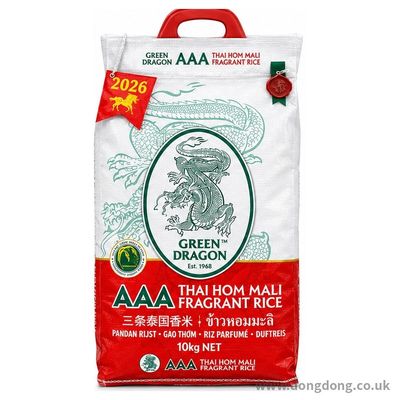 GREEN DRAGON AAA THAI HOM MALI FRAGRANT RICE
2026
GREEN™
DRAGON
Est. 1968
AAA THAI HOM MALI
FRAGRANT RICE
三条泰国香米 ข้าวหอมมะลิ
PANDAN RIJST • GAO THƠM • RIZ PARFUMÉ • DUFTREIS
10kg NET
AAA THAI HOM MALI
FRAGRANT RICE
www.dongdong.co.uk